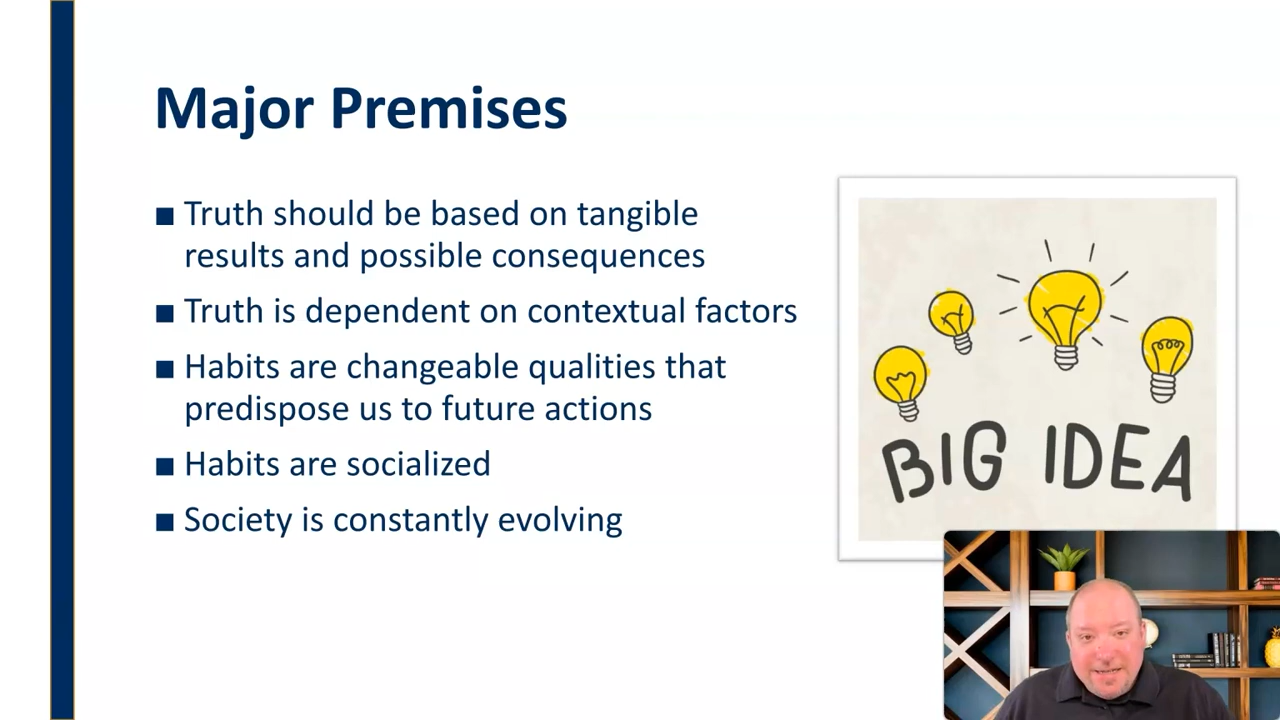 Major Premises
■ Truth should be based on tangible
results and possible consequences
■ Truth is dependent on contextual factors
■ Habits are changeable qualities that
predispose us to future actions
■ Habits are socialized
■ Society is constantly evolving
BIG IDEA